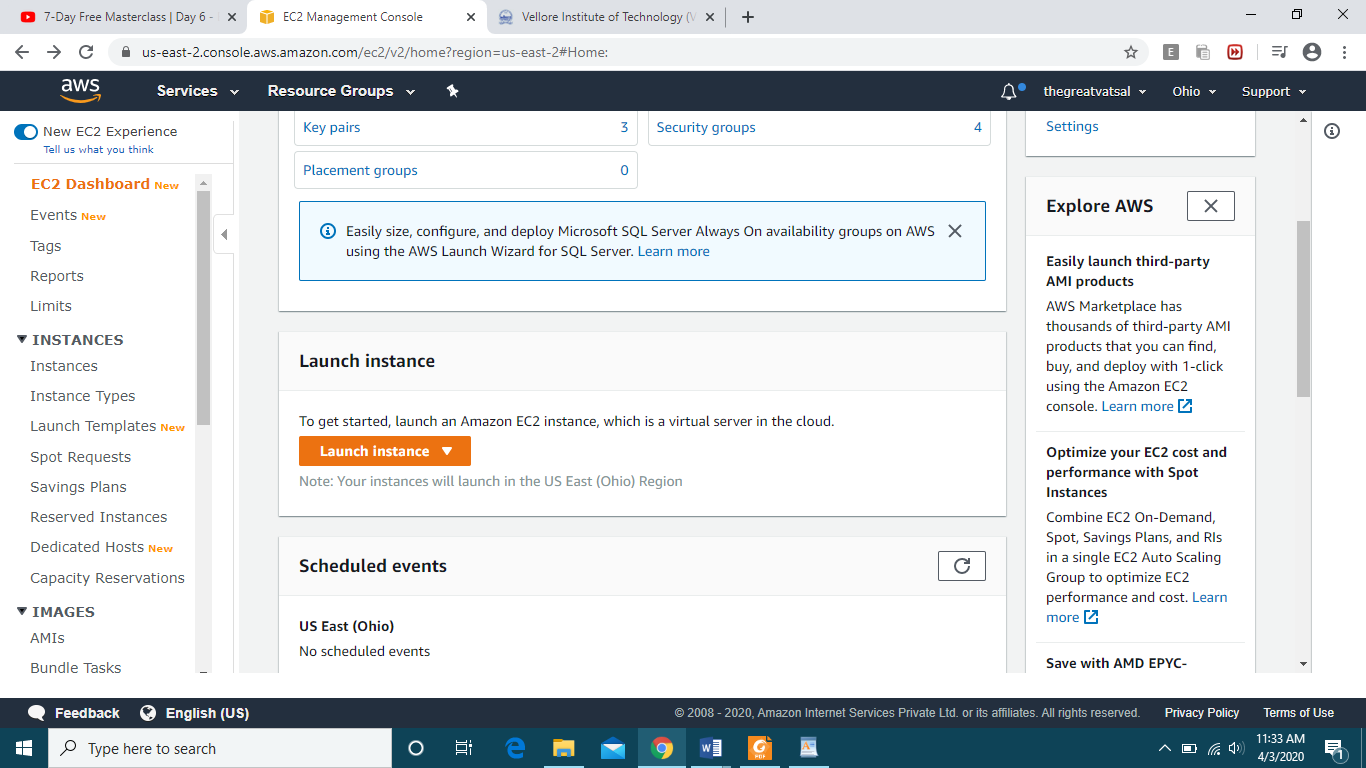 7-Day Free Masterclass | Day 6 -
EC2 Management Console
Vellore Institute of Technology (V
us-east-2.console.aws.amazon.com/ec2/v2/home?region=us-east-2#Home:
E
aws
Services
Resource Groups
thegreatvatsal
Ohio
Support
New EC2 Experience
Tell us what you think
EC2 Dashboard New
Events New
Tags
Reports
Limits
INSTANCES
Instances
Instance Types
Launch Templates New
Spot Requests
Savings Plans
Reserved Instances
Dedicated Hosts New
Capacity Reservations
IMAGES
AMIs
Bundle Tasks
Key pairs 3
Security groups 4
Placement groups 0
Easily size, configure, and deploy Microsoft SQL Server Always On availability groups on AWS
using the AWS Launch Wizard for SQL Server. Learn more
Launch instance
To get started, launch an Amazon EC2 instance, which is a virtual server in the cloud.
Launch instance
Note: Your instances will launch in the US East (Ohio) Region
Scheduled events
US East (Ohio)
No scheduled events
Settings
Explore AWS
Easily launch third-party
AMI products
AWS Marketplace has
thousands of third-party AMI
products that you can find,
buy, and deploy with 1-click
using the Amazon EC2
console. Learn more
Optimize your EC2 cost and
performance with Spot
Instances
Combine EC2 On-Demand,
Spot, Savings Plans, and RIs
in a single EC2 Auto Scaling
Group to optimize EC2
performance and cost. Learn
more
Save with AMD EPYC-
Feedback
English (US)
© 2008 - 2020, Amazon Internet Services Private Ltd. or its affiliates. All rights reserved.
Privacy Policy
Terms of Use
Type here to search
PDF
11:33 AM
4/3/2020
1